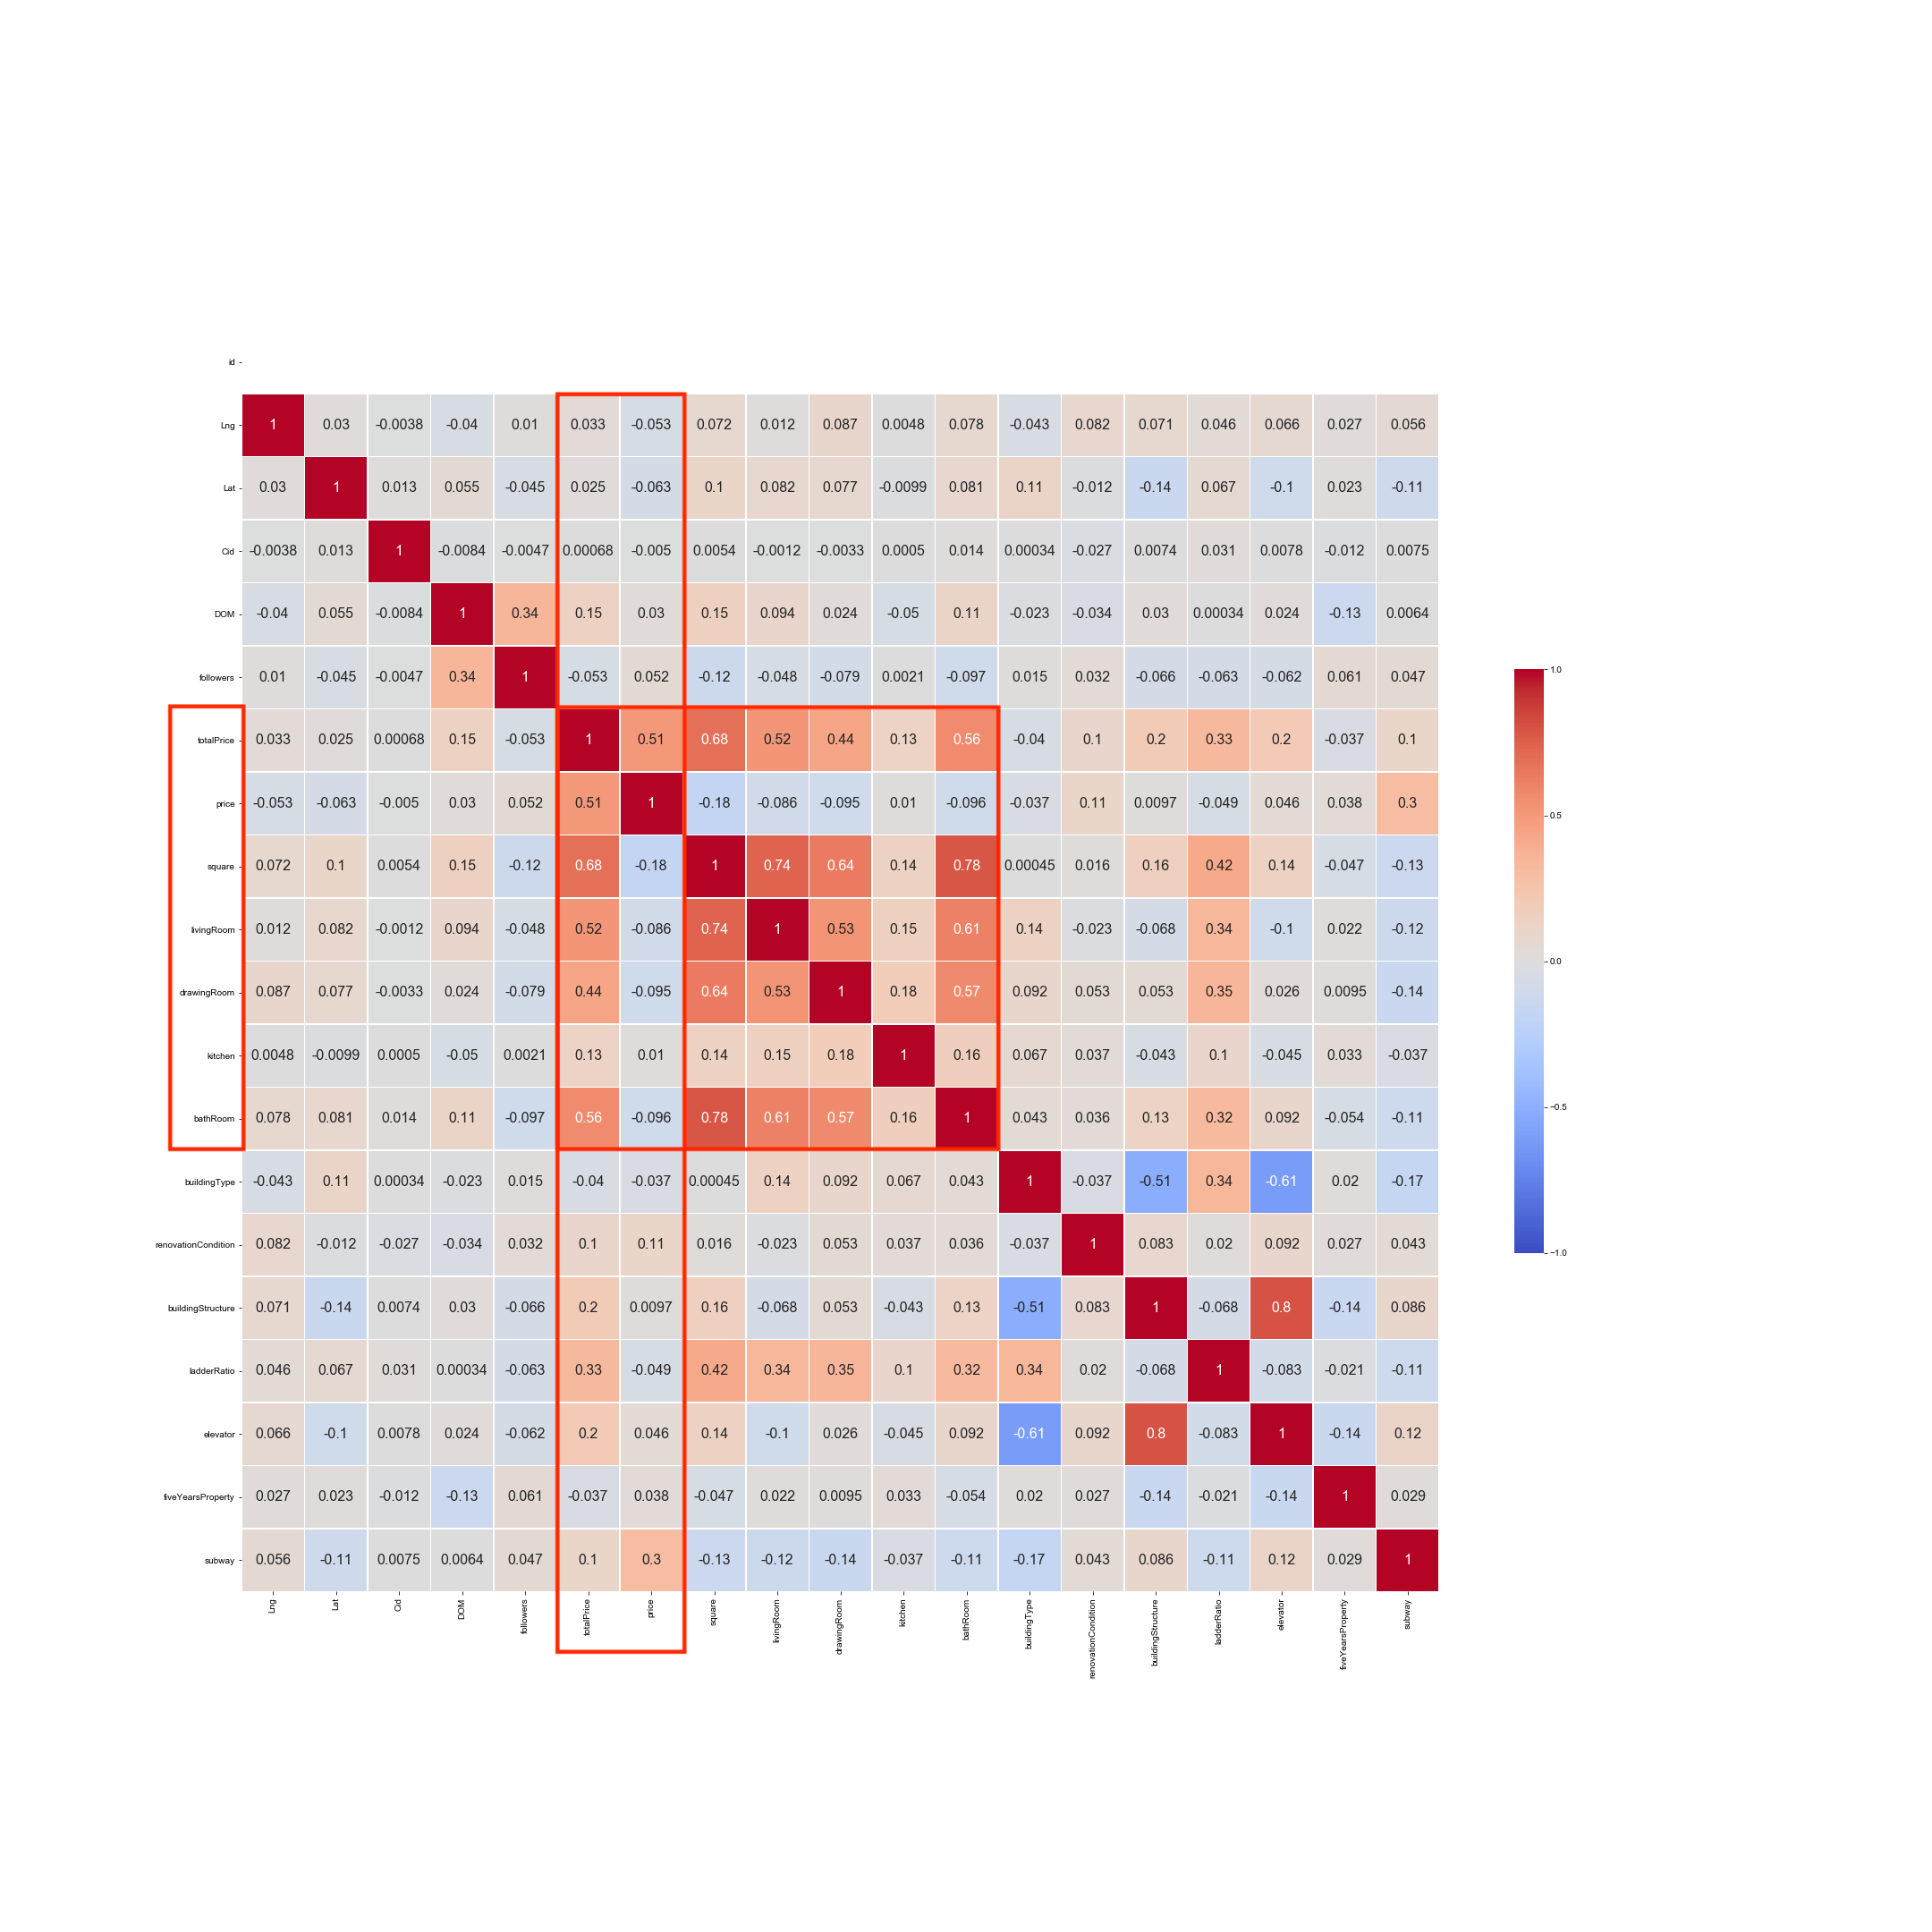 id
Lng 1 0.03 -0.0038 -0.04 0.01 0.033 -0.053 0.072 0.012 0.087 0.0048 0.078 -0.043 0.082 0.071 0.046 0.066 0.027 0.056
Lat 0.03 1 0.013 0.055 -0.045 0.025 -0.063 0.1 0.082 0.077 -0.0099 0.081 0.11 -0.012 -0.14 0.067 -0.1 0.023 -0.11
Cid -0.0038 0.013 1 -0.0084 -0.0047 0.00068 -0.005 0.0054 -0.0012 -0.0033 0.0005 0.014 0.00034 -0.027 0.0074 0.031 0.0078 -0.012 0.0075
DOM -0.04 0.055 -0.0084 1 0.34 0.15 0.03 0.15 0.094 0.024 -0.05 0.11 -0.023 -0.034 0.03 0.00034 0.024 -0.13 0.0064
followers 0.01 -0.045 -0.0047 0.34 1 -0.053 0.052 -0.12 -0.048 -0.079 0.0021 -0.097 0.015 0.032 -0.066 -0.063 -0.062 0.061 0.047
totalPrice 0.033 0.025 0.00068 0.15 -0.053 1 0.51 0.68 0.52 0.44 0.13 0.56 -0.04 0.1 0.2 0.33 0.2 -0.037 0.1
price -0.053 -0.063 -0.005 0.03 0.052 0.51 1 -0.18 -0.086 -0.095 0.01 -0.096 -0.037 0.11 0.0097 -0.049 0.046 0.038 0.3
square 0.072 0.1 0.0054 0.15 -0.12 0.68 -0.18 1 0.74 0.64 0.14 0.78 0.00045 0.016 0.16 0.42 0.14 -0.047 -0.13
livingRoom 0.012 0.082 -0.0012 0.094 -0.048 0.52 -0.086 0.74 1 0.53 0.15 0.61 0.14 -0.023 -0.068 0.34 -0.1 0.022 -0.12
drawingRoom 0.087 0.077 -0.0033 0.024 -0.079 0.44 -0.095 0.64 0.53 1 0.18 0.57 0.092 0.053 0.053 0.35 0.026 0.0095 -0.14
kitchen 0.0048 -0.0099 0.0005 -0.05 0.0021 0.13 0.01 0.14 0.15 0.18 1 0.16 0.067 0.037 -0.043 0.1 -0.045 0.033 -0.037
bathRoom 0.078 0.081 0.014 0.11 -0.097 0.56 -0.096 0.78 0.61 0.57 0.16 1 0.043 0.036 0.13 0.32 0.092 -0.054 -0.11
buildingType -0.043 0.11 0.00034 -0.023 0.015 -0.04 -0.037 0.00045 0.14 0.092 0.067 0.043 1 -0.037 -0.51 0.34 -0.61 0.02 -0.17
renovationCondition 0.082 -0.012 -0.027 -0.034 0.032 0.1 0.11 0.016 -0.023 0.053 0.037 0.036 -0.037 1 0.083 0.02 0.092 0.027 0.043
buildingStructure 0.071 -0.14 0.0074 0.03 -0.066 0.2 0.0097 0.16 -0.068 0.053 -0.043 0.13 -0.51 0.083 1 -0.068 0.8 -0.14 0.086
ladderRatio 0.046 0.067 0.031 0.00034 -0.063 0.33 -0.049 0.42 0.34 0.35 0.1 0.32 0.34 0.02 -0.068 1 -0.083 -0.021 -0.11
elevator 0.066 -0.1 0.0078 0.024 -0.062 0.2 0.046 0.14 -0.1 0.026 -0.045 0.092 -0.61 0.092 0.8 -0.083 1 -0.14 0.12
fiveYearsProperty 0.027 0.023 -0.012 -0.13 0.061 -0.037 0.038 -0.047 0.022 0.0095 0.033 -0.054 0.02 0.027 -0.14 -0.021 -0.14 1 0.029
subway 0.056 -0.11 0.0075 0.0064 0.047 0.1 0.3 -0.13 -0.12 -0.14 -0.037 -0.11 -0.17 0.043 0.086 -0.11 0.12 0.029 1
Lng Lat Cid DOM followers totalPrice price square livingRoom drawingRoom kitchen bathRoom buildingType renovationCondition buildingStructure ladderRatio elevator fiveYearsProperty subway
1.0
0.5
0.0
−0.5
−1.0